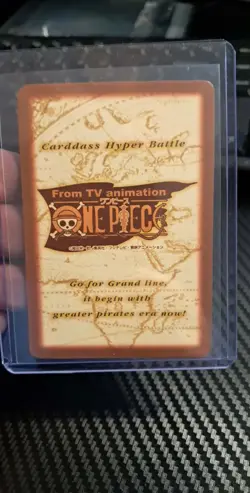 Carddass Hyper Battle
From TV animation
ワンピース
ONE PIECE
Go for Grand line,
it begin with
greater pirates era now!